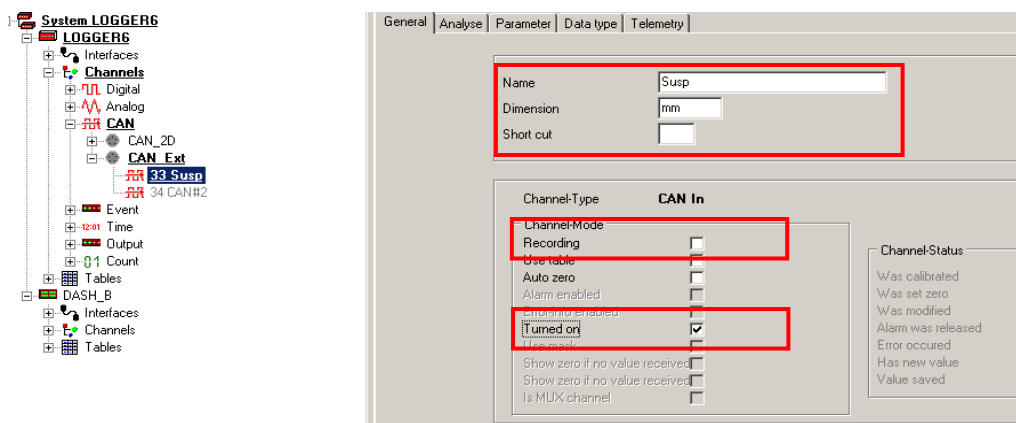 System LOGGER6
LOGGER6
Interfaces
Channels
Digital
Analog
CAN
CAN_2D
CAN_Ext
33 Susp
34 CAN#2
Event
12:01 Time
Output
Count
Tables
DASH_B
Interfaces
Channels
Tables
General Analyse Parameter Data type Telemetry
Name Susp
Dimension mm
Short cut
Channel-Type CAN In
Channel-Mode
Recording
Use table
Auto zero
Alarm enabled
Error-Info enabled
Turned on
Use mask
Show zero if no value received
Show zero if no value received
Is MUX channel
Channel-Status
Was calibrated
Was set zero
Was modified
Alarm was released
Error occured
Has new value
Value saved